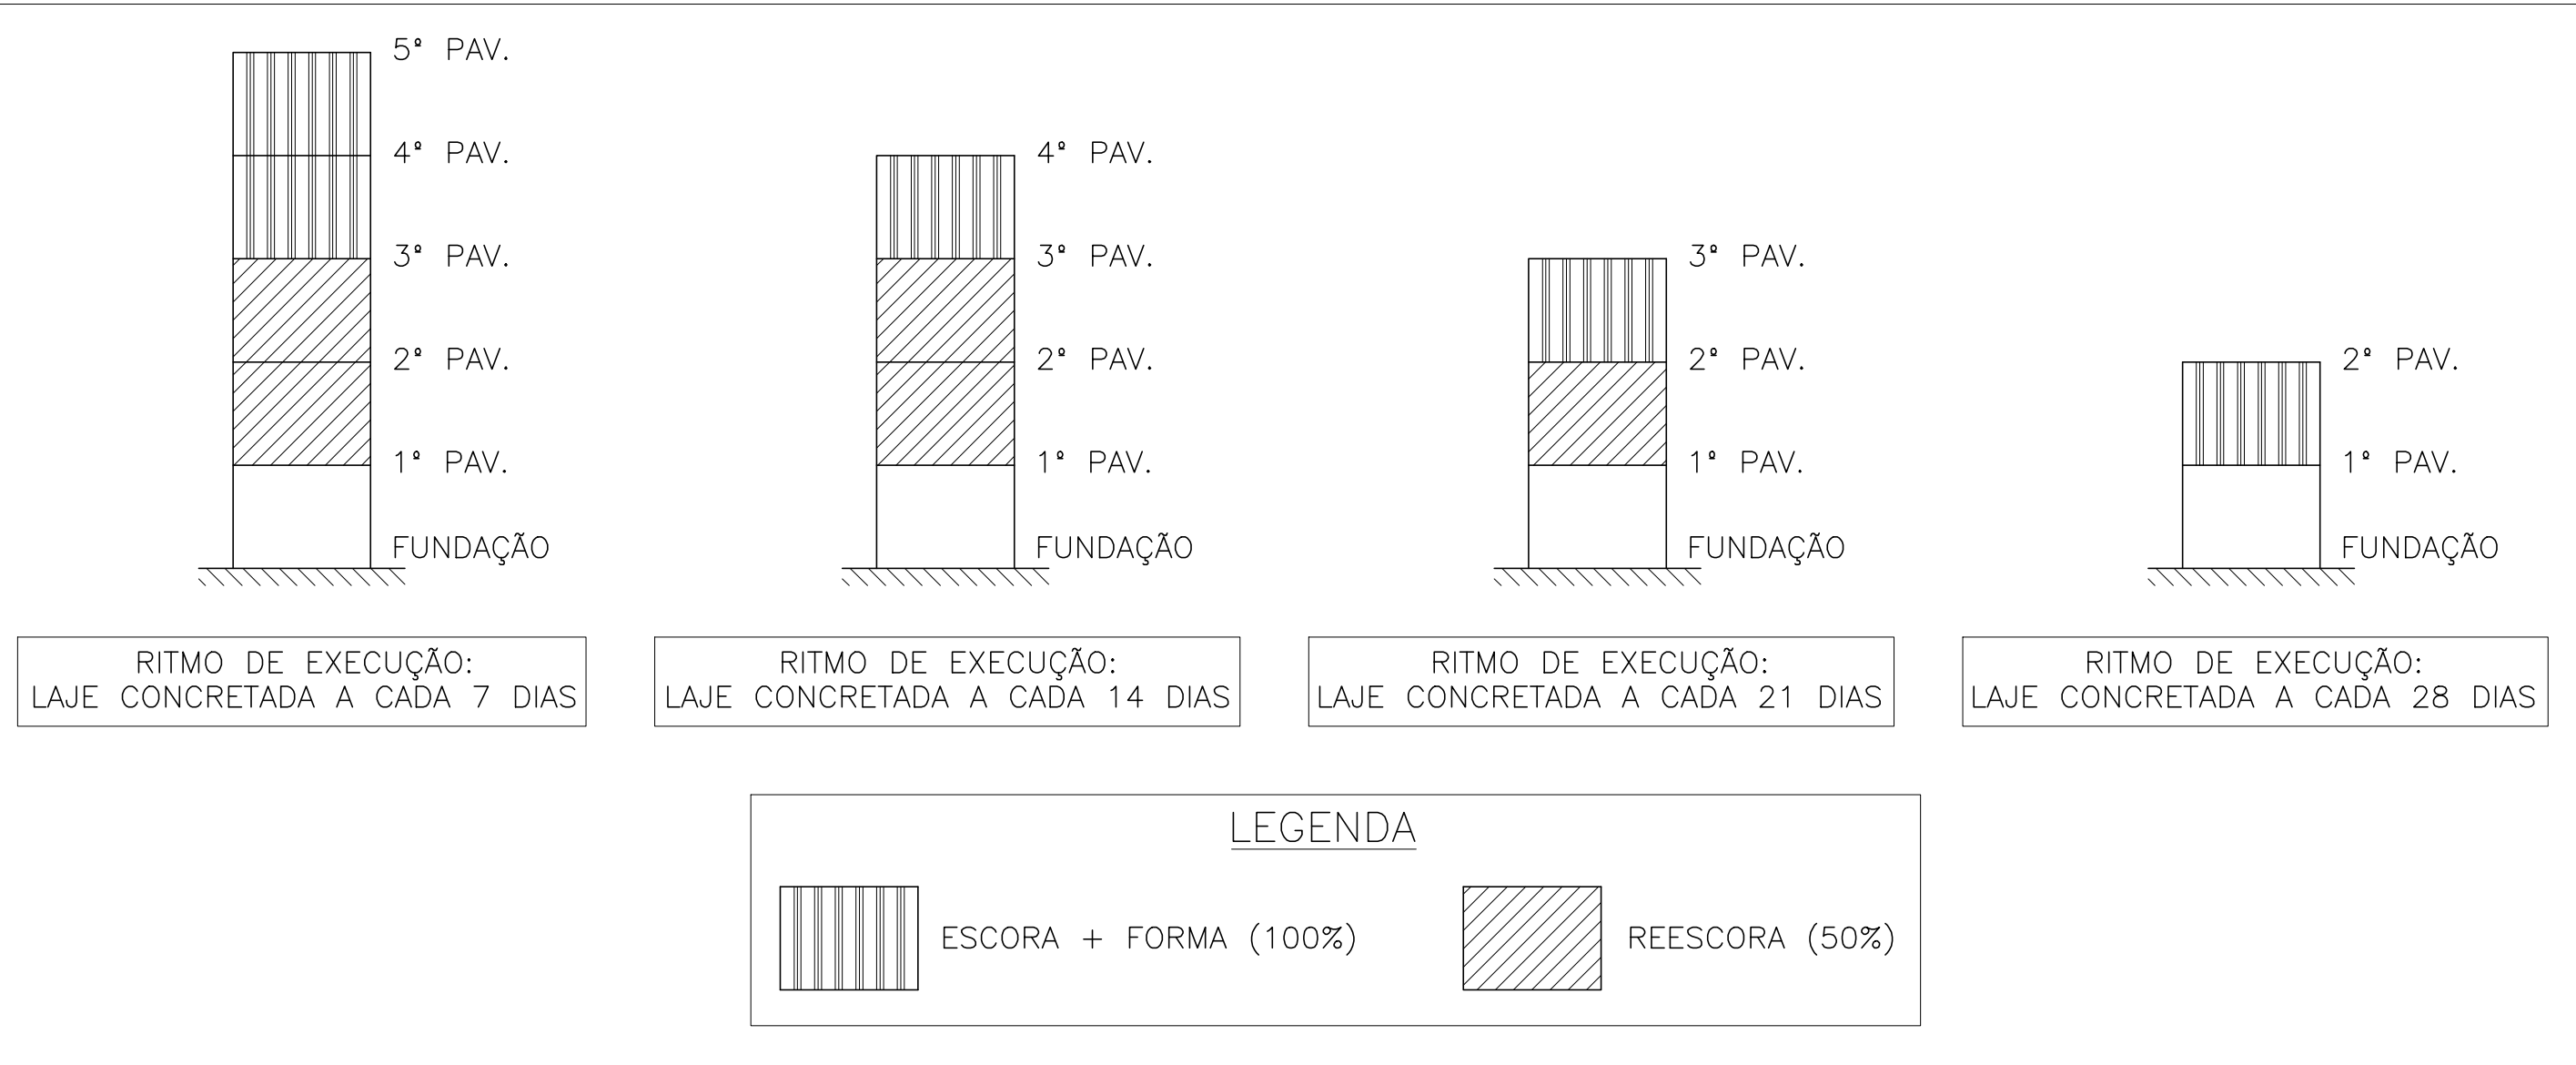 5º PAV.
4º PAV.
3º PAV.
2º PAV.
1º PAV.
FUNDAÇÃO
RITMO DE EXECUÇÃO:
LAJE CONCRETADA A CADA 7 DIAS
4º PAV.
3º PAV.
2º PAV.
1º PAV.
FUNDAÇÃO
RITMO DE EXECUÇÃO:
LAJE CONCRETADA A CADA 14 DIAS
3º PAV.
2º PAV.
1º PAV.
FUNDAÇÃO
RITMO DE EXECUÇÃO:
LAJE CONCRETADA A CADA 21 DIAS
2º PAV.
1º PAV.
FUNDAÇÃO
RITMO DE EXECUÇÃO:
LAJE CONCRETADA A CADA 28 DIAS
LEGENDA
ESCORA + FORMA (100%)
REESCORA (50%)